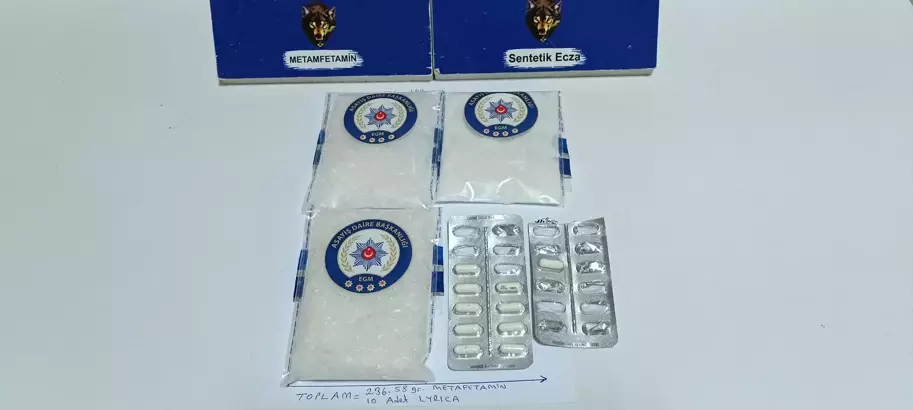 METAMFETAMİN
Sentetik Ecza
ASAYİŞ DAİRE BAŞKANLIĞI
EGM
ASAYİŞ DAİRE BAŞKANLIĞI
EGM
ASAYİŞ DAİRE BAŞKANLIĞI
EGM
TOPLAM= 236.58 gr. METAFETAMİN
10 Adet LYRICA